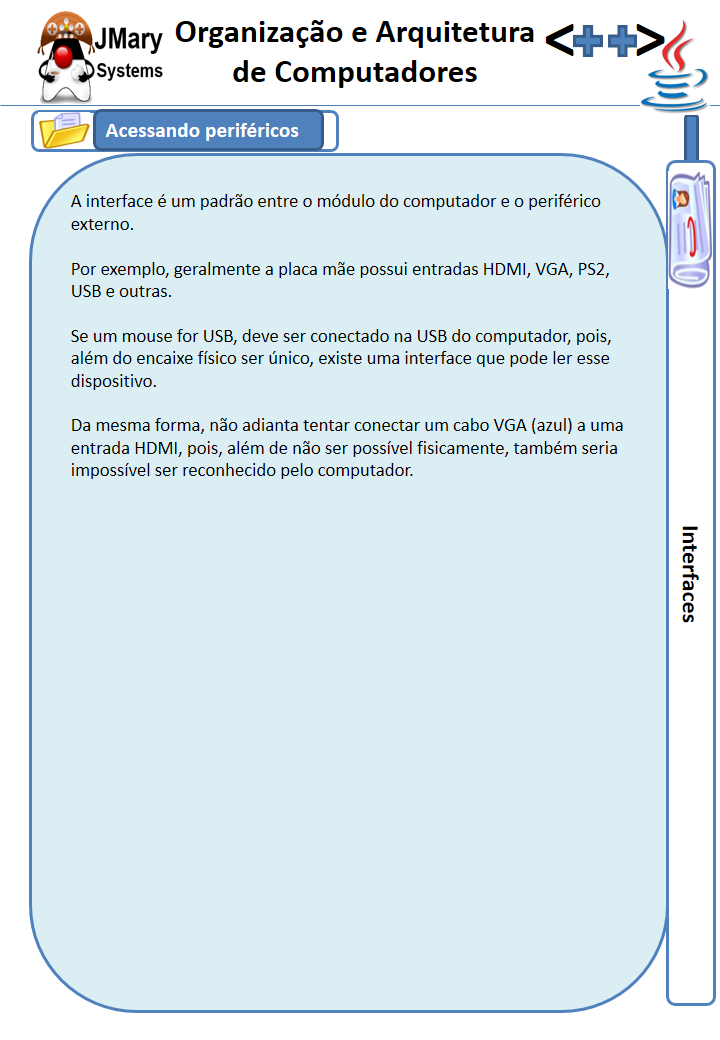 JMary
Systems
Organização e Arquitetura
de Computadores
<++>
Acessando periféricos
A interface é um padrão entre o módulo do computador e o periférico
externo.
Por exemplo, geralmente a placa mãe possui entradas HDMI, VGA, PS2,
USB e outras.
Se um mouse for USB, deve ser conectado na USB do computador, pois,
além do encaixe físico ser único, existe uma interface que pode ler esse
dispositivo.
Da mesma forma, não adianta tentar conectar um cabo VGA (azul) a uma
entrada HDMI, pois, além de não ser possível fisicamente, também seria
impossível ser reconhecido pelo computador.
Interfaces